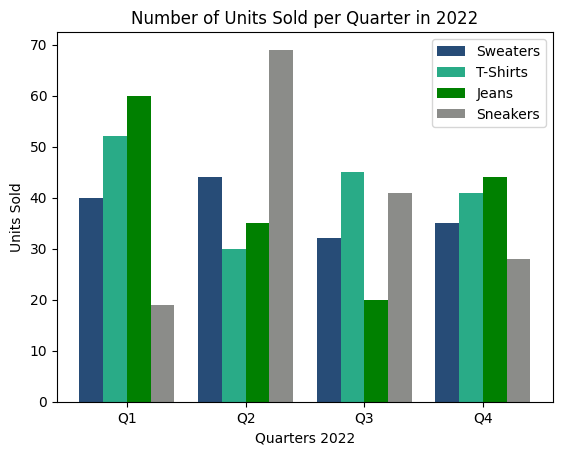 Number of Units Sold per Quarter in 2022
70
60
50
40
30
20
10
0
Units Sold
Sweaters
T-Shirts
Jeans
Sneakers
Q1 Q2 Q3 Q4
Quarters 2022